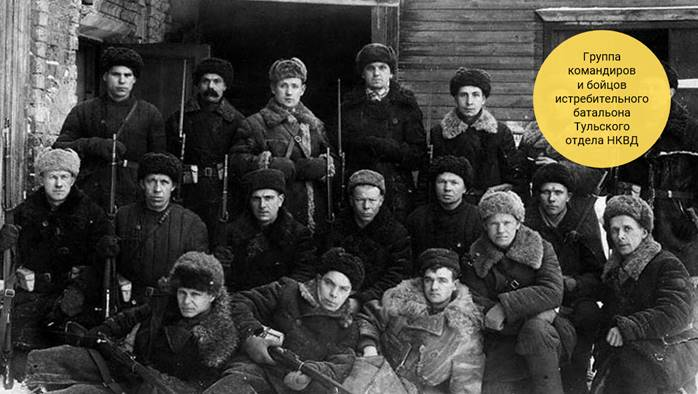 Группа
командиров
и бойцов
истребительного
батальона
Тульского
отдела НКВД